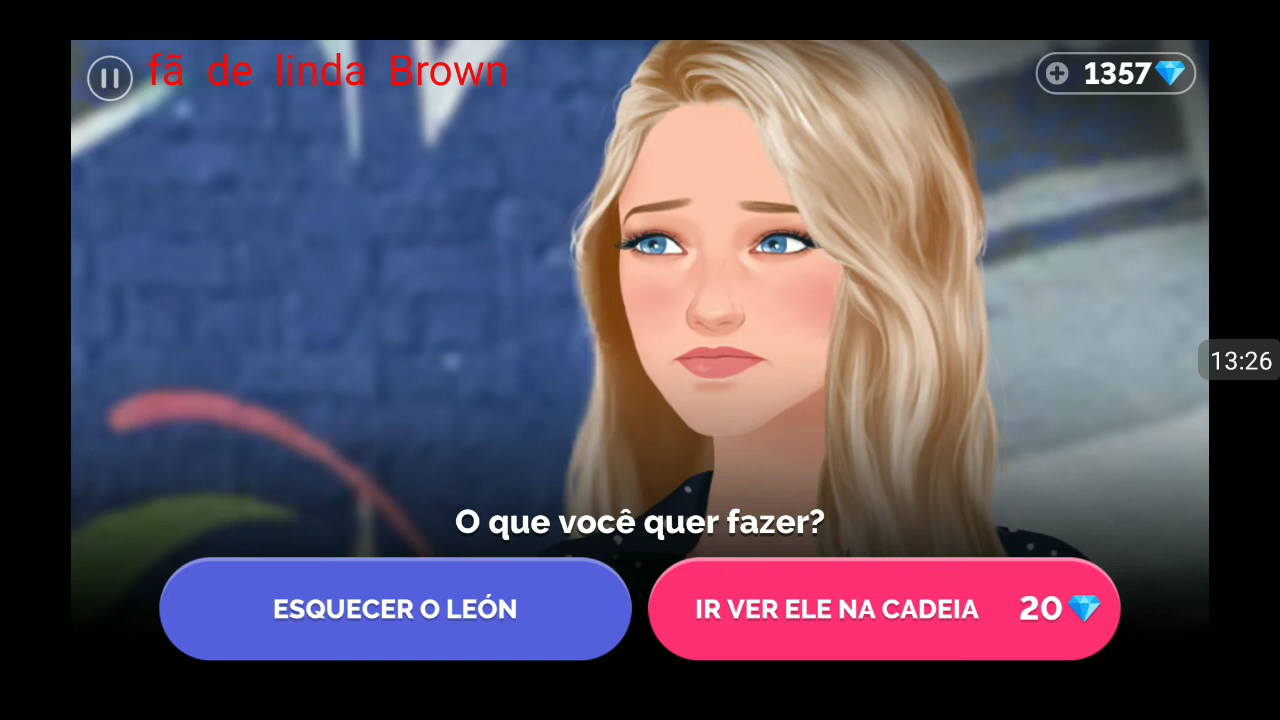 fã de linda Brown
1357
13:26
O que você quer fazer?
ESQUECER O LEÓN
IR VER ELE NA CADEIA 20